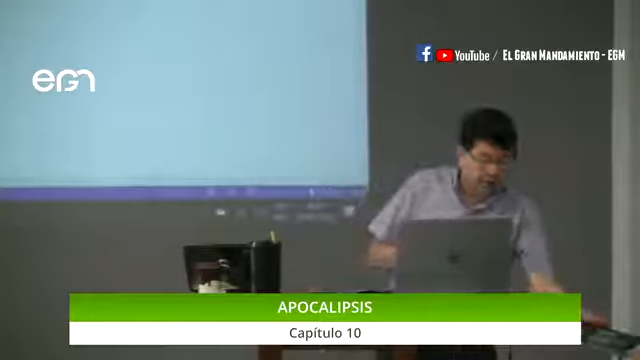 YouTube / EL GRAN MANDAMIENTO - EGM
eGM
APOCALIPSIS
Capítulo 10